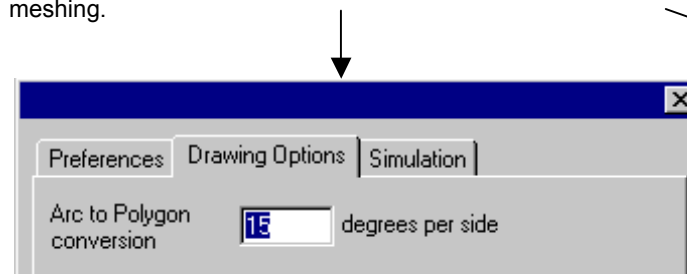 meshing.
Preferences Drawing Options Simulation
Arc to Polygon
conversion
15 degrees per side